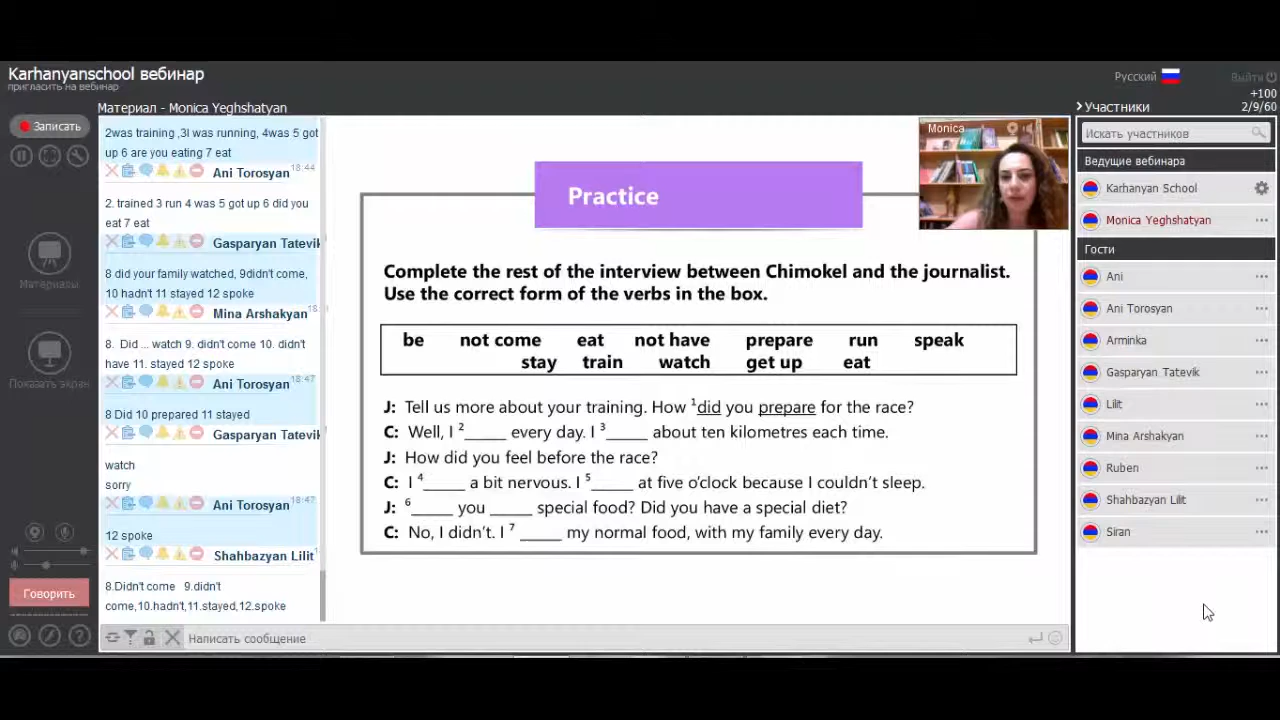 Karhanyanschool вебинар
пригласить на вебинар
Русский
Выйти
+100
Материал - Monica Yeghshatyan
Участники
2/9/60
Записать
Материалы
Показать экран
Говорить
2was training ,3I was running, 4was 5 got
up 6 are you eating 7 eat
Ani Torosyan 18:44
2. trained 3 run 4 was 5 got up 6 did you
eat 7 eat
Gasparyan Tatevik
8 did your family watched, 9didn't come,
10 hadn't 11 stayed 12 spoke
Mina Arshakyan
8. Did ... watch 9. didn't come 10. didn't
have 11. stayed 12 spoke
Ani Torosyan 18:47
8 Did 10 prepared 11 stayed
Gasparyan Tatevik
watch
sorry
Ani Torosyan 18:47
12 spoke
Shahbazyan Lilit
8.Didn't come 9.didn't
come,10.hadn't,11.stayed,12.spoke
Написать сообщение
Practice
Monica
Complete the rest of the interview between Chimokel and the journalist.
Use the correct form of the verbs in the box.
be not come eat not have prepare run speak
stay train watch get up eat
J: Tell us more about your training. How ¹did you prepare for the race?
C: Well, I ²_____ every day. I ³_____ about ten kilometres each time.
J: How did you feel before the race?
C: I ⁴_____ a bit nervous. I ⁵_____ at five o'clock because I couldn't sleep.
J: ⁶_____ you _____ special food? Did you have a special diet?
C: No, I didn't. I ⁷ _____ my normal food, with my family every day.
Искать участников
Ведущие вебинара
Karhanyan School
Monica Yeghshatyan
Гости
Ani
Ani Torosyan
Arminka
Gasparyan Tatevik
Lilit
Mina Arshakyan
Ruben
Shahbazyan Lilit
Siran